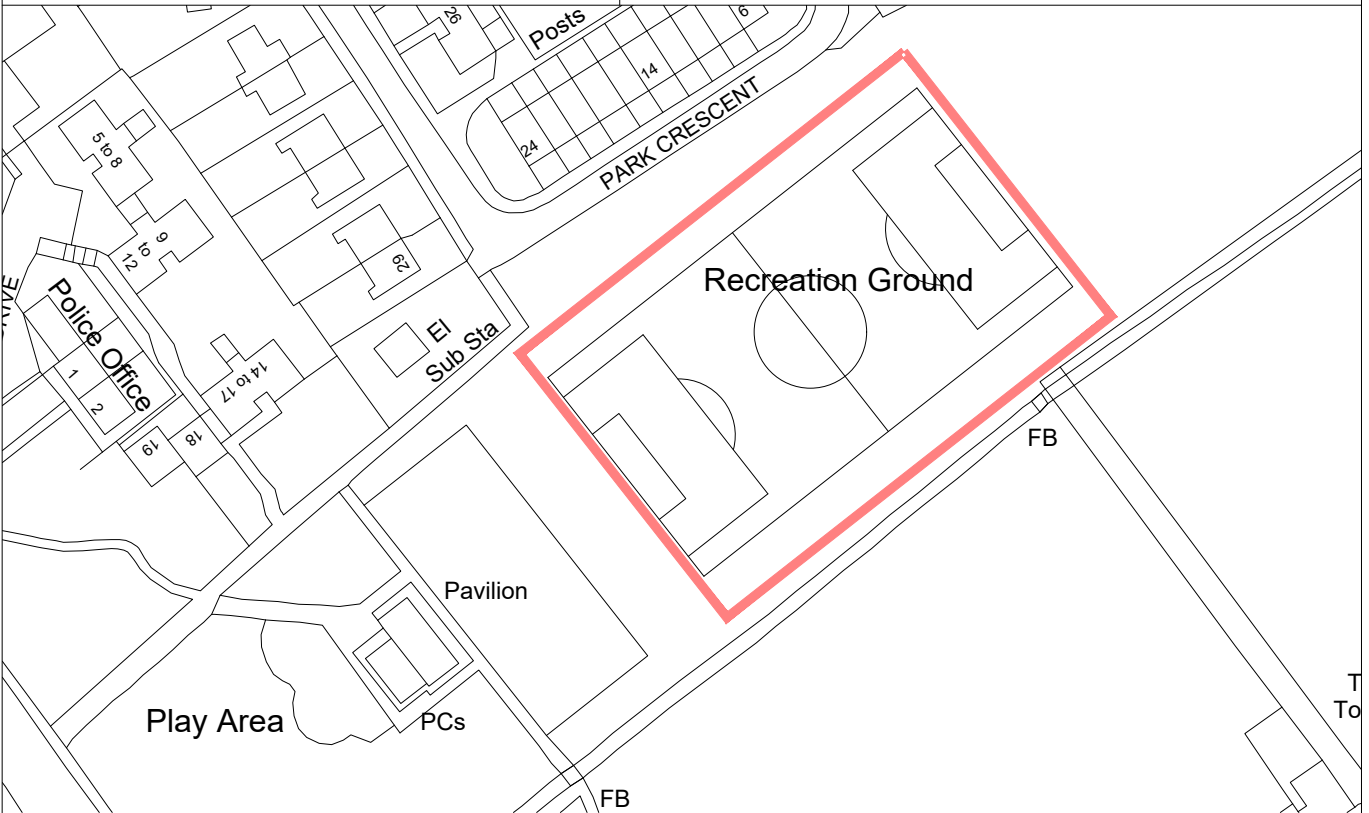 26
Posts
6
14
24
PARK CRESCENT
5 to 8
9
to
12
29
Recreation Ground
Police Office
El
Sub Sta
1
2
14 to 17
18
19
FB
Pavilion
Play Area
PCs
FB
T
To